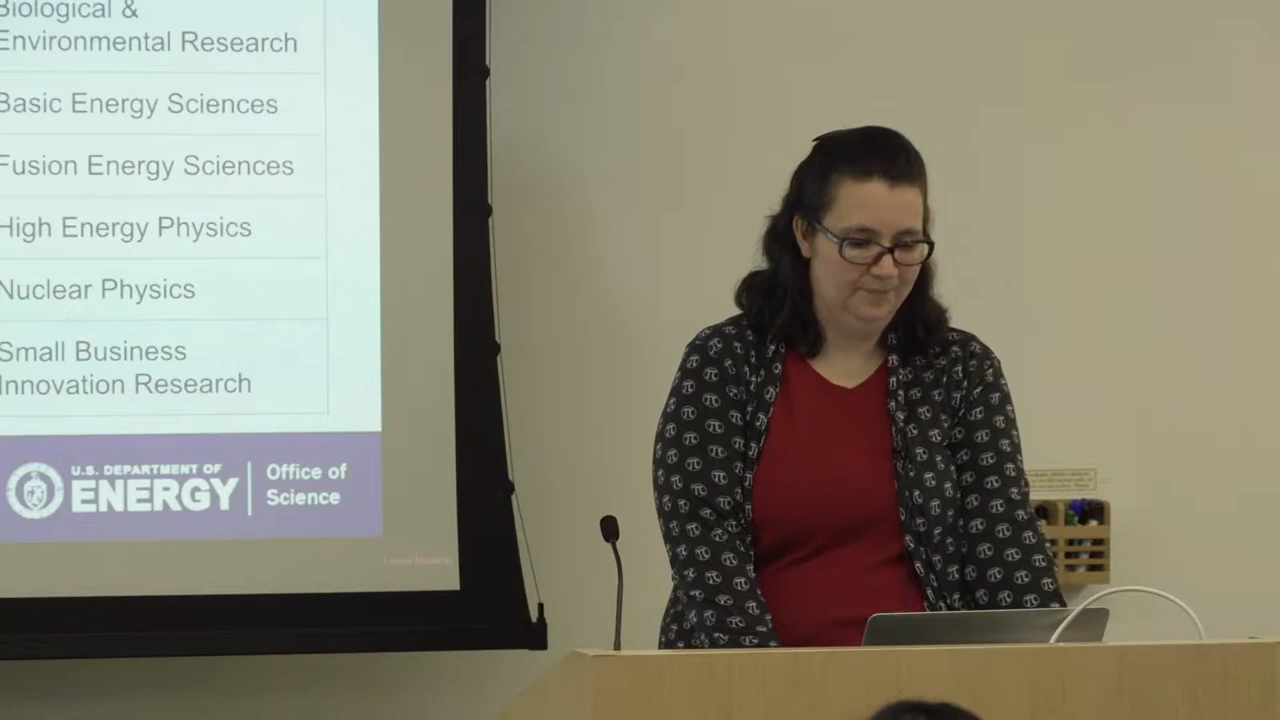 Biological &
Environmental Research
Basic Energy Sciences
Fusion Energy Sciences
High Energy Physics
Nuclear Physics
Small Business
Innovation Research
U.S. DEPARTMENT OF
ENERGY
Office of
Science